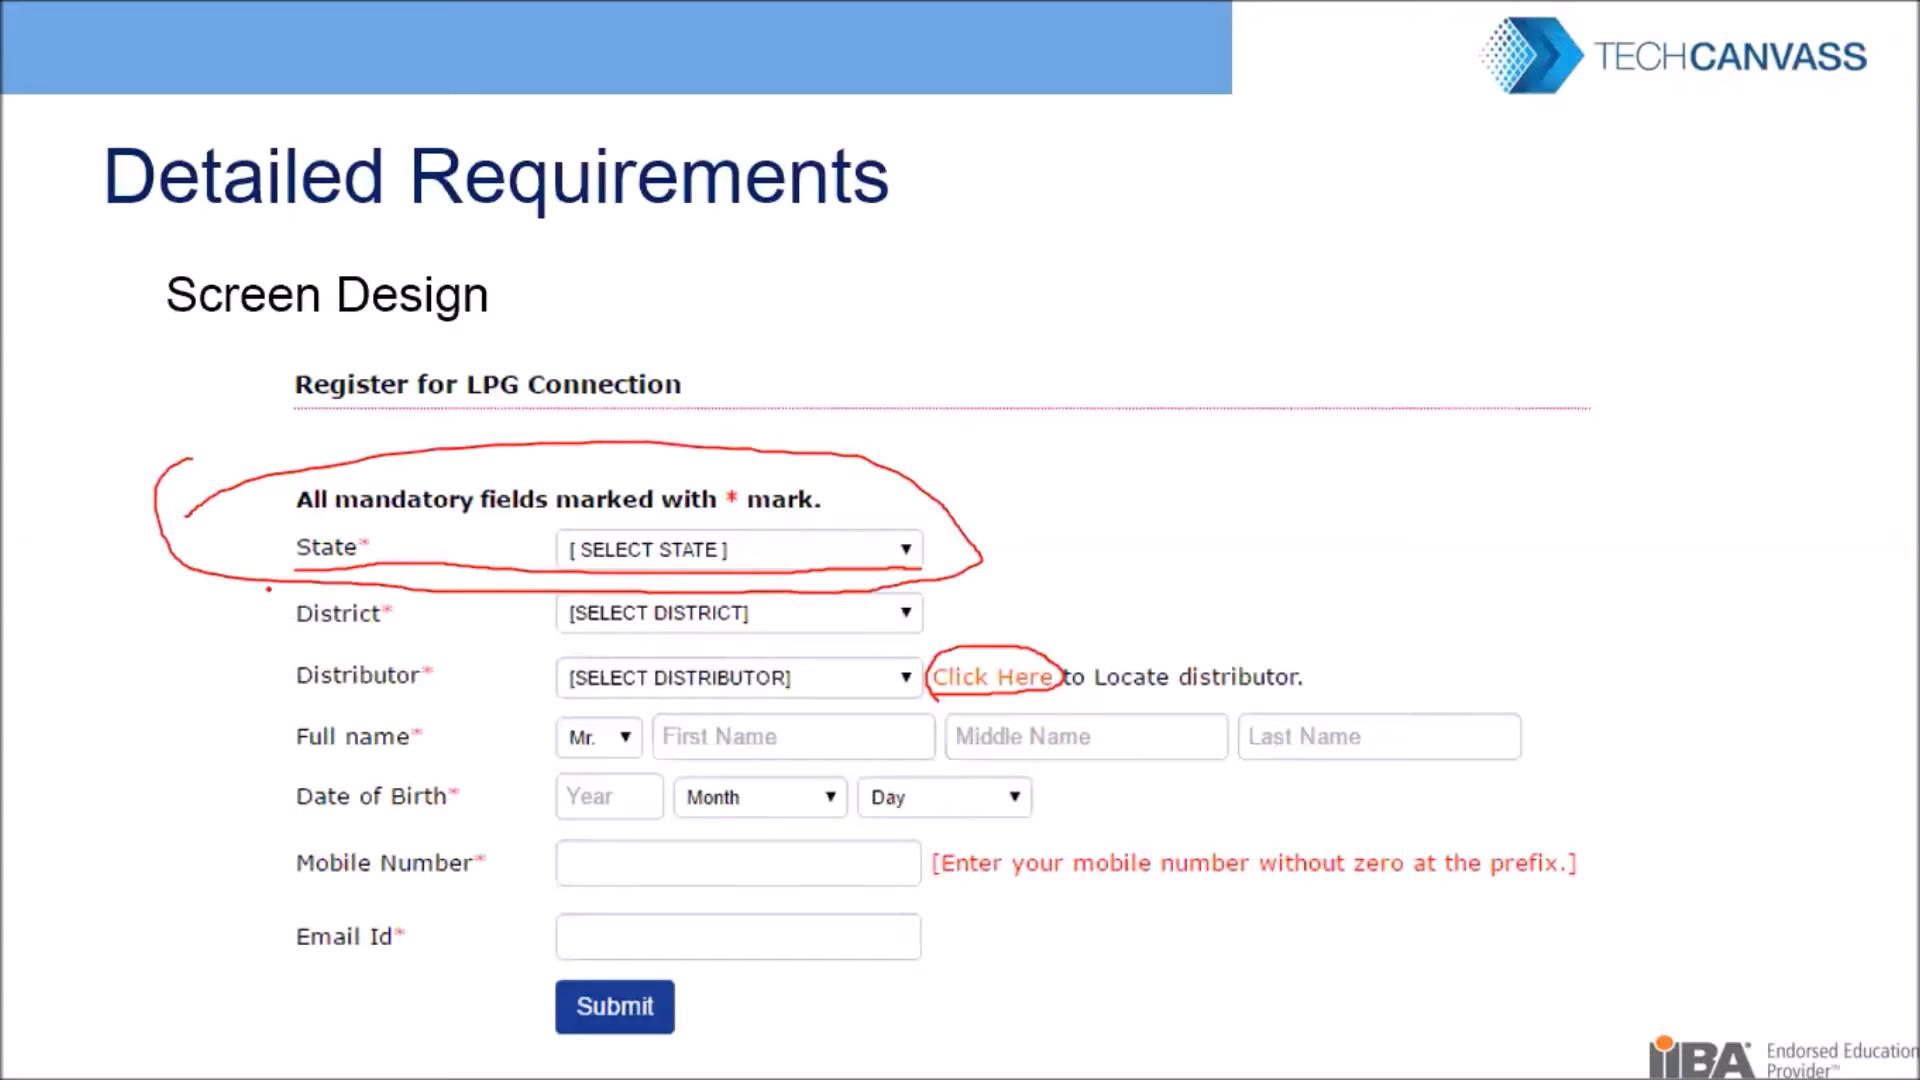 TECHCANVASS
Detailed Requirements
Screen Design
Register for LPG Connection
All mandatory fields marked with * mark.
State* [ SELECT STATE ]
District* [SELECT DISTRICT]
Distributor* [SELECT DISTRIBUTOR] Click Here to Locate distributor.
Full name* Mr. First Name Middle Name Last Name
Date of Birth* Year Month Day
Mobile Number* [Enter your mobile number without zero at the prefix.]
Email Id*
Submit
IIBA Endorsed Education
Provider™